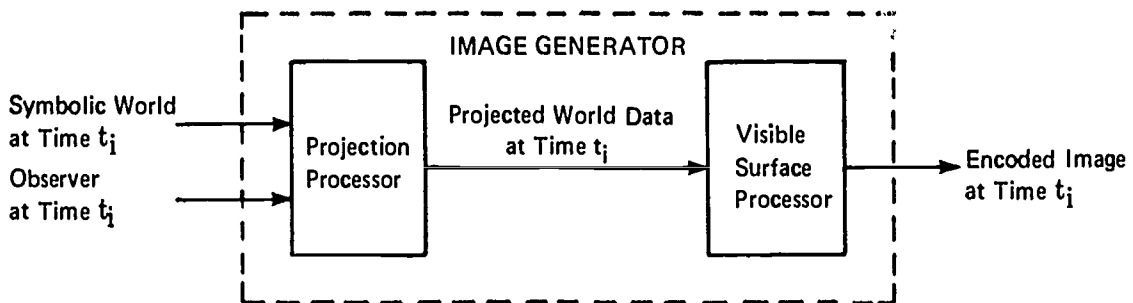 IMAGE GENERATOR
Symbolic World
at Time ti
Observer
at Time ti
Projection
Processor
Projected World Data
at Time ti
Visible
Surface
Processor
Encoded Image
at Time ti